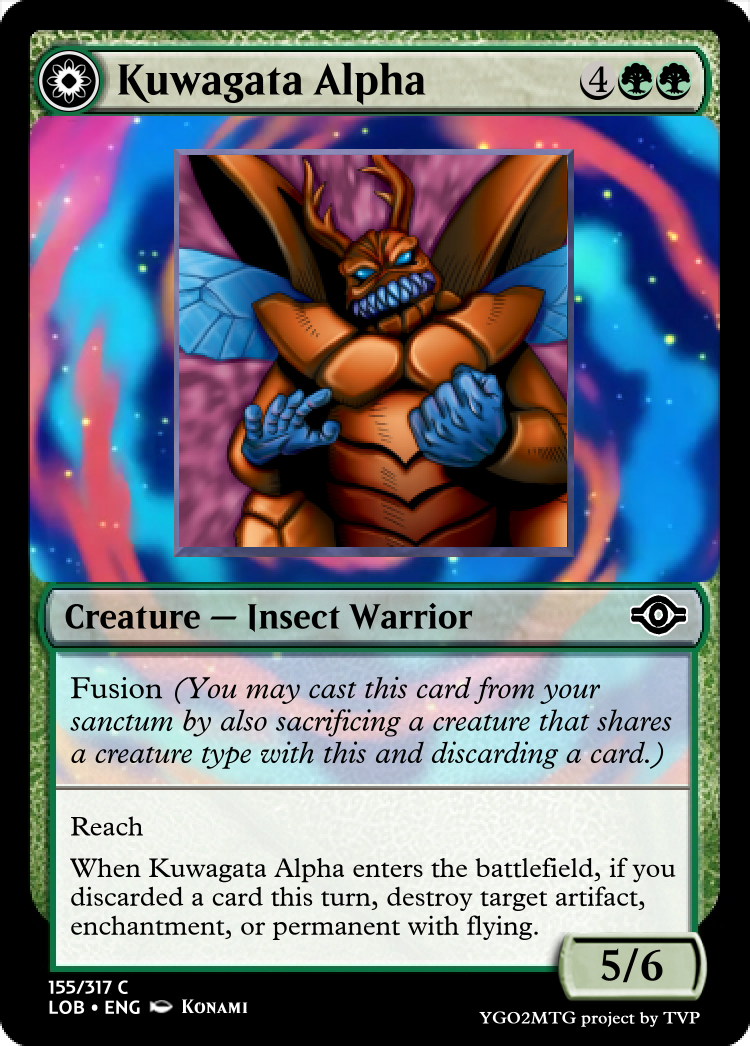 Kuwagata Alpha 4
Creature — Insect Warrior
Fusion (You may cast this card from your
sanctum by also sacrificing a creature that shares
a creature type with this and discarding a card.)
Reach
When Kuwagata Alpha enters the battlefield, if you
discarded a card this turn, destroy target artifact,
enchantment, or permanent with flying.
5/6
155/317 C
LOB • ENG KONAMI
YGO2MTG project by TVP